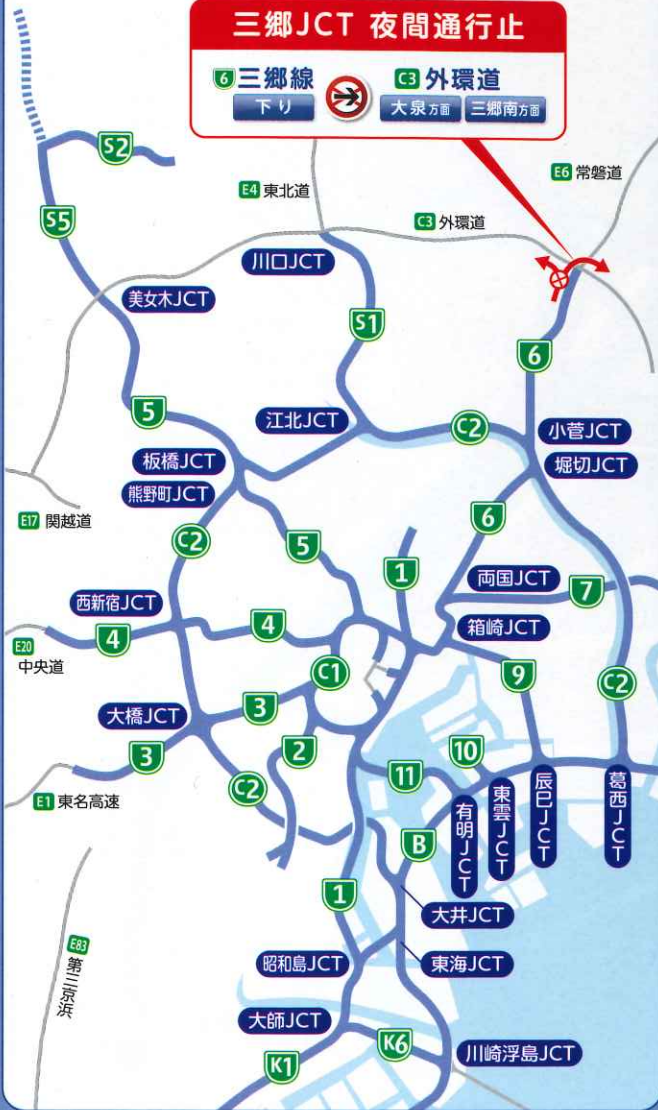 三郷JCT 夜間通行止
6 三郷線 C3 外環道
下り 大泉方面 三郷南方面
S2
E6 常磐道
E4 東北道
S5
C3 外環道
川口JCT
美女木JCT
S1
6
5
江北JCT
C2
小菅JCT
板橋JCT
堀切JCT
熊野町JCT
6
E17 関越道
C2
5
1
両国JCT
7
西新宿JCT
4
4
箱崎JCT
E20
中央道
C1
9
C2
3
大橋JCT
2
10
3
11
C2
E1 東名高速
有明JCT
東雲JCT
辰巳JCT
葛西JCT
B
1
大井JCT
E83
第三京浜
昭和島JCT
東海JCT
大師JCT
K6
川崎浮島JCT
K1